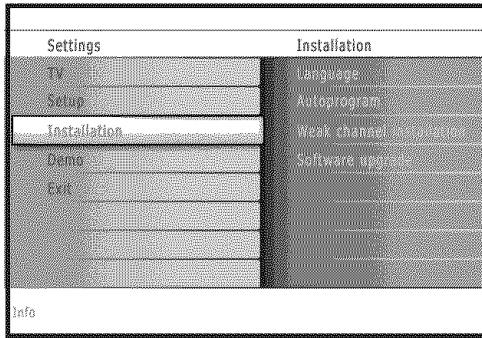 Settings
TV
Setup
Installation
Demo
Exit
Installation
Language
Autoprogram
Weak channel installation
Software upgrade
Info